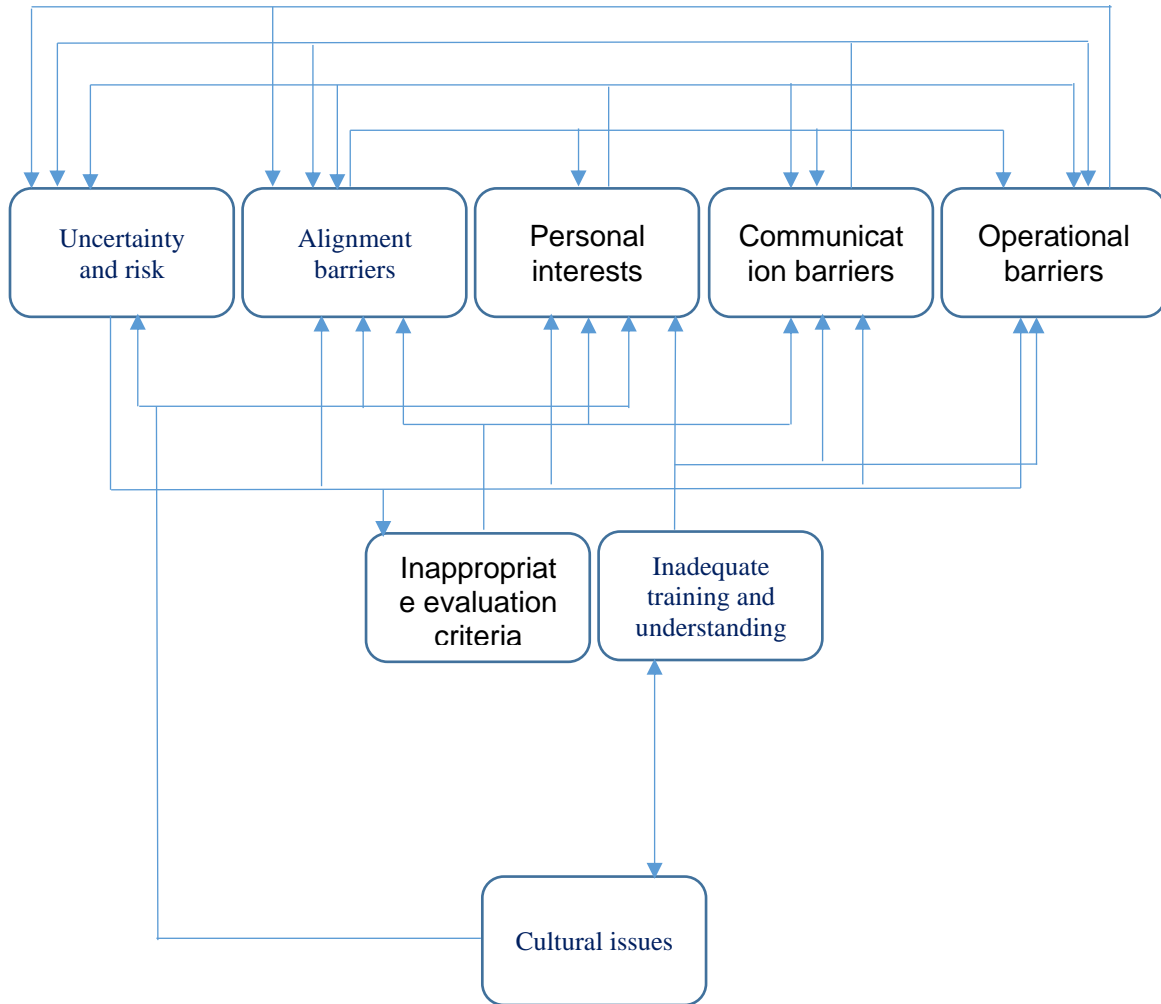 Uncertainty
and risk
Alignment
barriers
Personal
interests
Communicat
ion barriers
Operational
barriers
Inappropriat
e evaluation
criteria
Inadequate
training and
understanding
Cultural issues